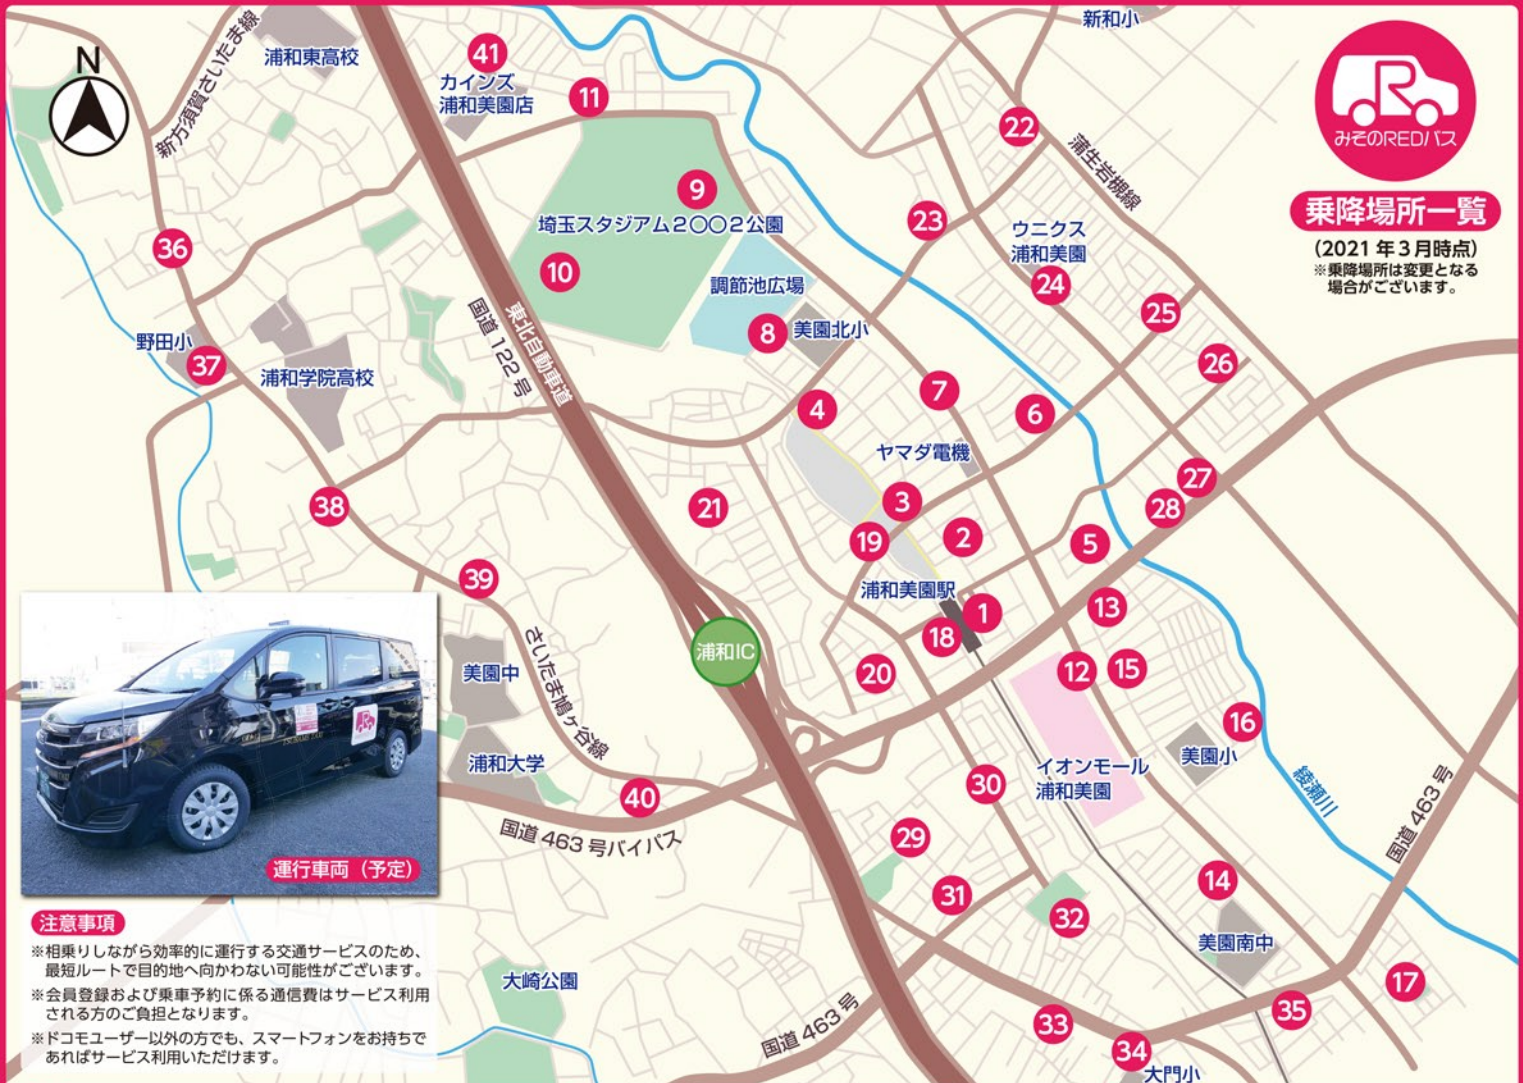 新和小
浦和東高校
N
新方須賀さいたま線
41
カインズ
浦和美園店
11
22
蒲生岩槻線
R
みそのREDバス
乗降場所一覧
(2021年3月時点)
※乗降場所は変更となる
場合がございます。
9
埼玉スタジアム2〇〇2公園
10
23
ウニクス
浦和美園
24
36
調節池広場
8
美園北小
25
26
国道122号
東北自動車道
野田小
37
浦和学院高校
4
7
6
ヤマダ電機
3
2
19
浦和美園駅
1
18
20
21
27
28
5
13
12
15
38
39
浦和IC
美園中
さいたま鳩ヶ谷線
浦和大学
40
国道463号バイパス
16
美園小
イオンモール
浦和美園
綾瀬川
国道463号
30
29
31
32
14
美園南中
17
35
33
34
大門小
国道463号
大崎公園
R
運行車両(予定)
注意事項
※相乗りしながら効率的に運行する交通サービスのため、
最短ルートで目的地へ向かわない可能性がございます。
※会員登録および乗車予約に係る通信費はサービス利用
される方のご負担となります。
※ドコモユーザー以外の方でも、スマートフォンをお持ちで
あればサービス利用いただけます。